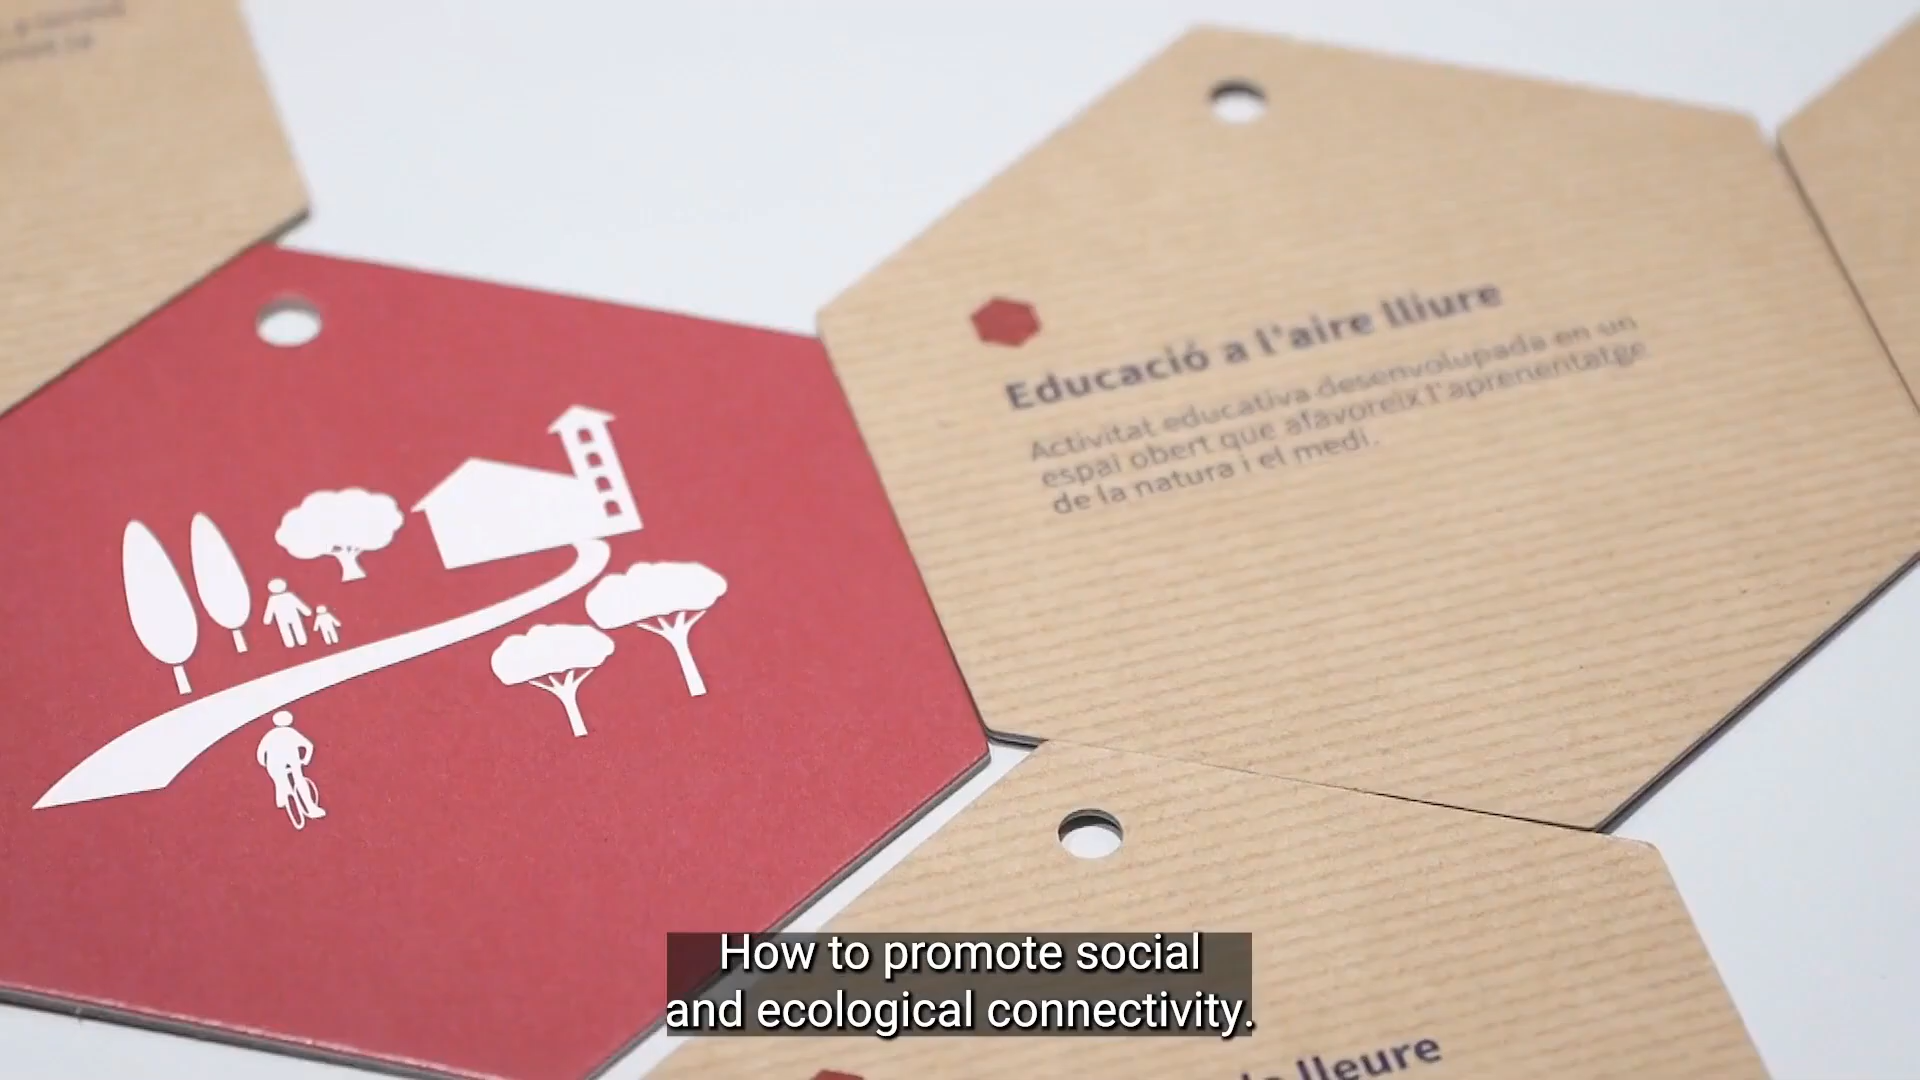 Educació a l'aire lliure
Activitat educativa desenvolupada en un
espai obert que afavoreix l'aprenentatge
de la natura i el medi.
How to promote social
and ecological connectivity.
lleure